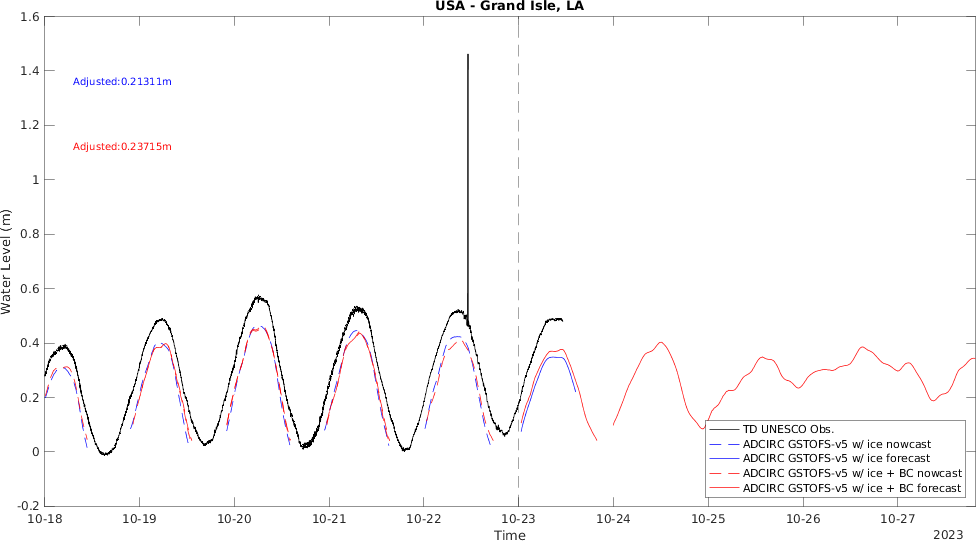 USA - Grand Isle, LA
1.6
1.4
1.2
1
0.8
0.6
0.4
0.2
0
-0.2
Water Level (m)
Adjusted:0.21311m
Adjusted:0.23715m
TD UNESCO Obs.
ADCIRC GSTOFS-v5 w/ ice nowcast
ADCIRC GSTOFS-v5 w/ ice forecast
ADCIRC GSTOFS-v5 w/ ice + BC nowcast
ADCIRC GSTOFS-v5 w/ ice + BC forecast
10-18 10-19 10-20 10-21 10-22 10-23 10-24 10-25 10-26 10-27
Time
2023